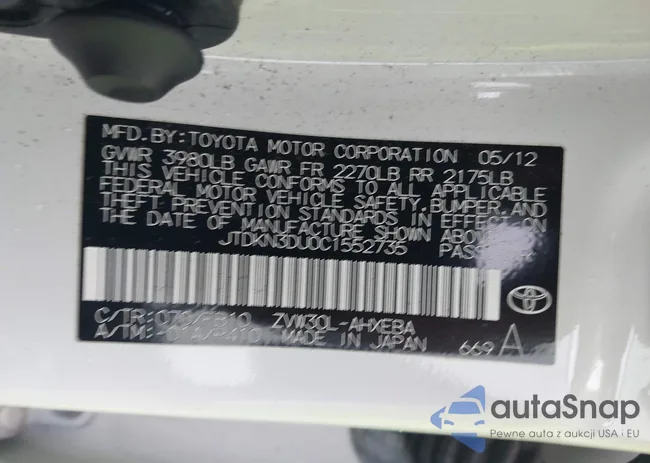 MFD. BY: TOYOTA MOTOR CORPORATION 05/12
GVWR 3980LB GAWR FR 2270LB RR 2175LB
THIS VEHICLE CONFORMS TO ALL APPLICABLE
FEDERAL MOTOR VEHICLE SAFETY, BUMPER, AND
THEFT PREVENTION STANDARDS IN EFFECT ON
THE DATE OF MANUFACTURE SHOWN ABOVE.
JTDKN3DU0C1552735
C/TR: ZVW30L-AHXEBA
A/TM: MADE IN JAPAN 669 A
autaSnap
Pewne auta z aukcji USA i EU